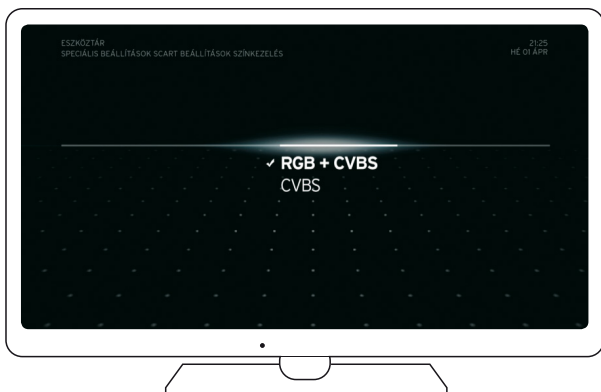 ESZKÖZTÁR
21:25
SPECIÁLIS BEÁLLÍTÁSOK SCART BEÁLLÍTÁSOK SZÍNKEZELÉS
HÉ 01 ÁPR
✓ RGB + CVBS
CVBS